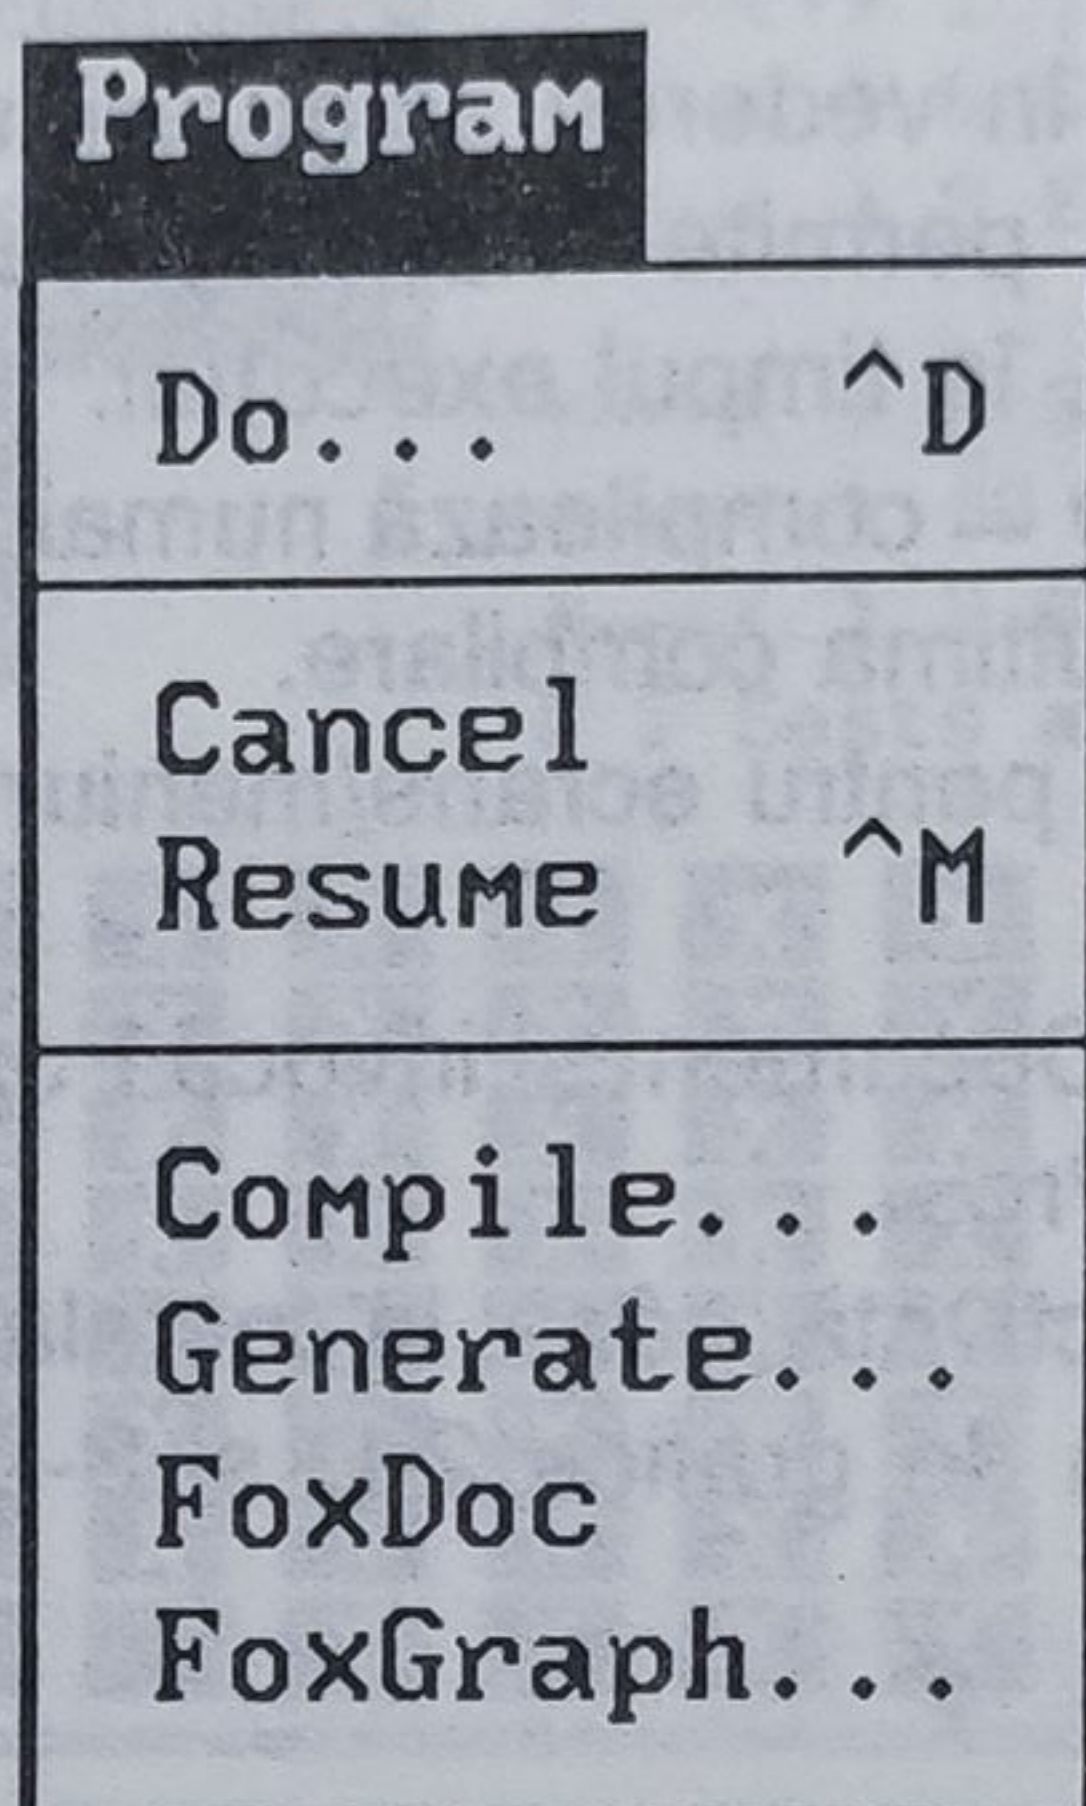 Program
Do... ^D
Cancel
Resume ^M
Compile...
Generate...
FoxDoc
FoxGraph...